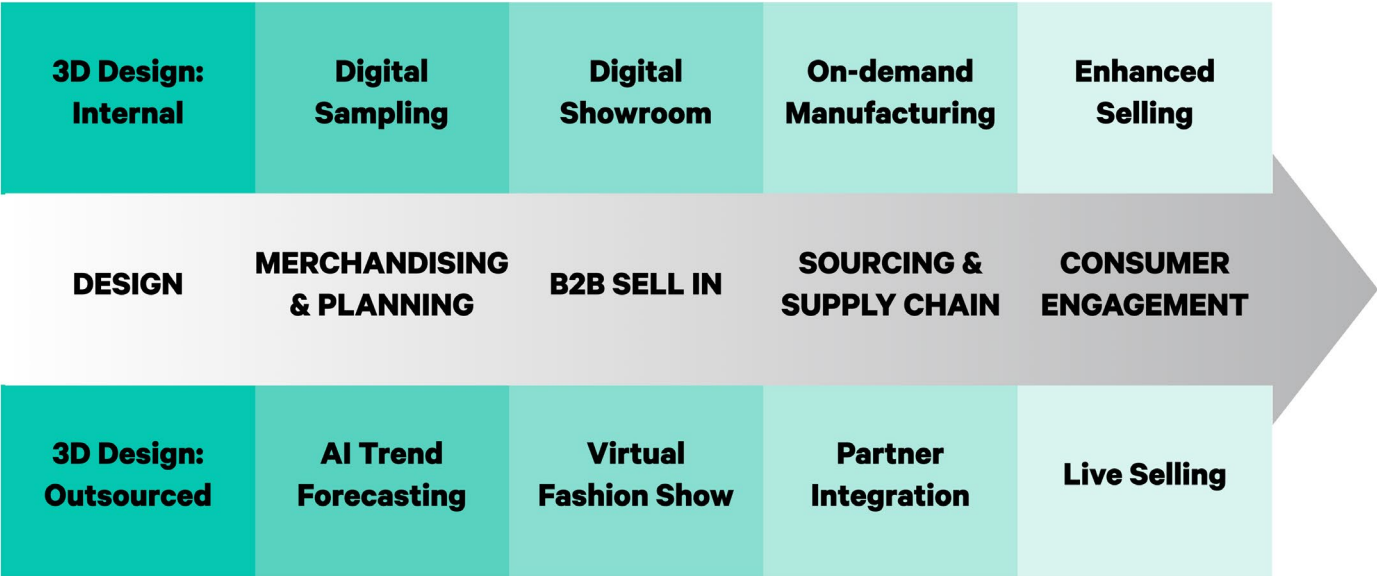 3D Design:
Internal
Digital
Sampling
Digital
Showroom
On-demand
Manufacturing
Enhanced
Selling
DESIGN
MERCHANDISING
& PLANNING
B2B SELL IN
SOURCING &
SUPPLY CHAIN
CONSUMER
ENGAGEMENT
3D Design:
Outsourced
AI Trend
Forecasting
Virtual
Fashion Show
Partner
Integration
Live Selling